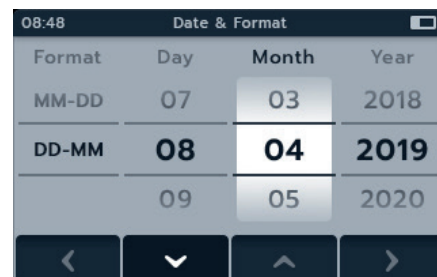 08:48 Date & Format
Format Day Month Year
MM-DD 07 03 2018
DD-MM 08 04 2019
09 05 2020